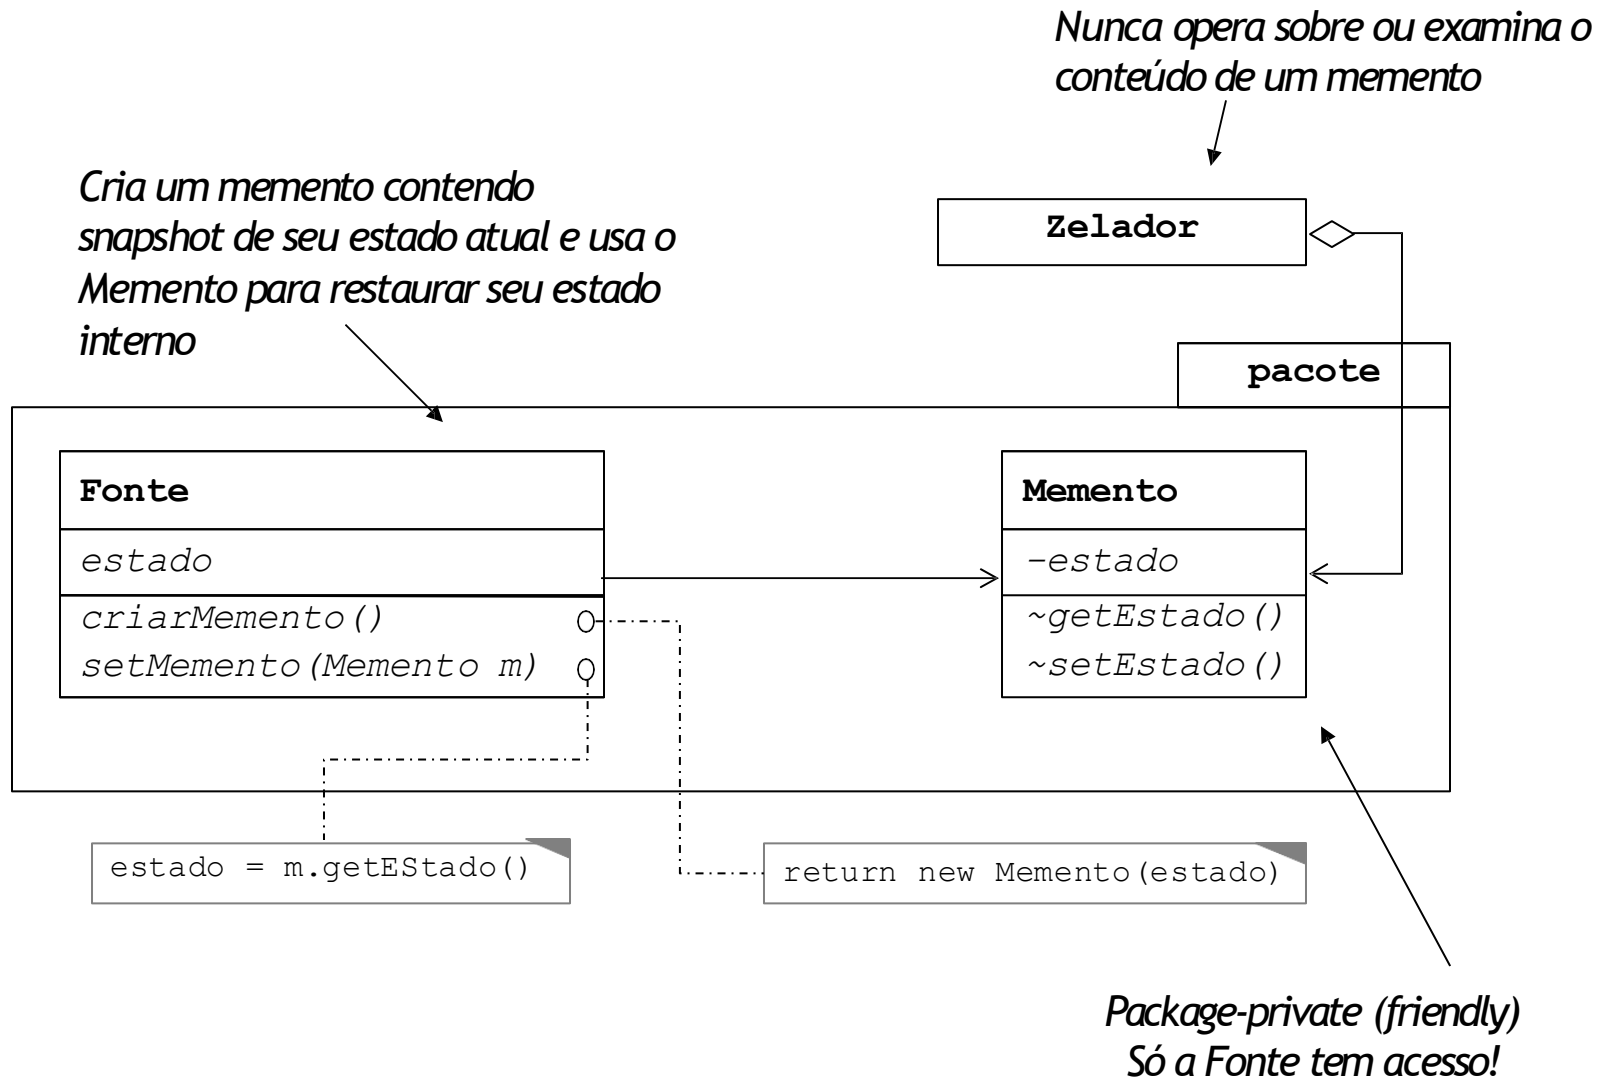 Nunca opera sobre ou examina o
conteúdo de um memento
Cria um memento contendo
snapshot de seu estado atual e usa o
Memento para restaurar seu estado
interno
Zelador
pacote
Fonte
estado
criarMemento()
setMemento(Memento m)
Memento
-estado
~getEstado()
~setEstado()
estado = m.getEStado()
return new Memento(estado)
Package-private (friendly)
Só a Fonte tem acesso!